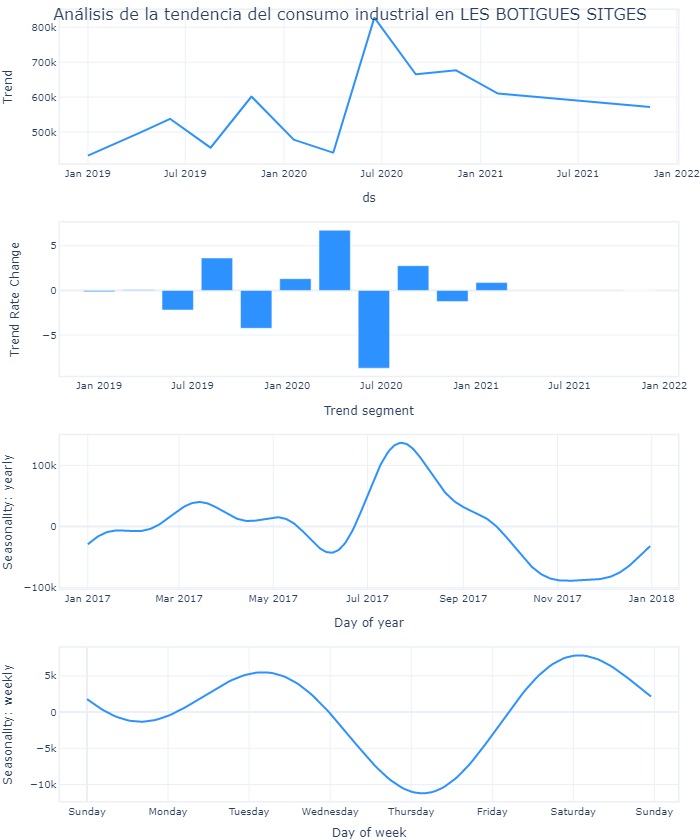 Análisis de la tendencia del consumo industrial en LES BOTIGUES SITGES
800k
700k
600k
500k
Trend
Jan 2019 Jul 2019 Jan 2020 Jul 2020 Jan 2021 Jul 2021 Jan 2022
ds
5
0
−5
Trend Rate Change
Jan 2019 Jul 2019 Jan 2020 Jul 2020 Jan 2021 Jul 2021 Jan 2022
Trend segment
100k
0
−100k
Seasonality: yearly
Jan 2017 Mar 2017 May 2017 Jul 2017 Sep 2017 Nov 2017 Jan 2018
Day of year
5k
0
−5k
−10k
Seasonality: weekly
Sunday Monday Tuesday Wednesday Thursday Friday Saturday Sunday
Day of week